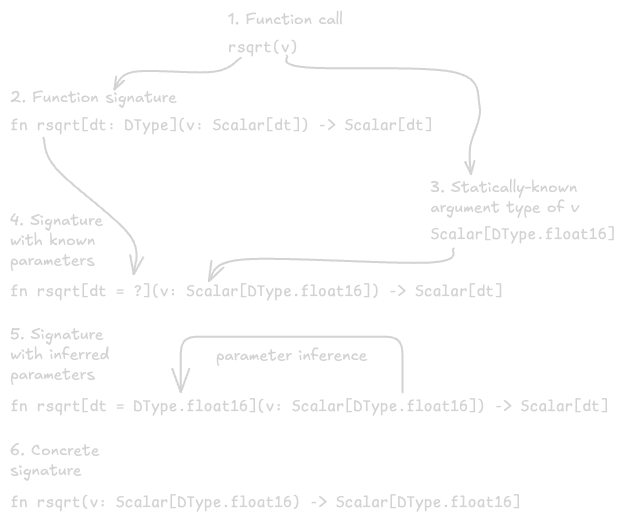 1. Function call
rsqrt(v)
2. Function signature
fn rsqrt[dt: DType](v: Scalar[dt]) -> Scalar[dt]
3. Statically-known
argument type of v
Scalar[DType.float16]
4. Signature
with known
parameters
fn rsqrt[dt = ?](v: Scalar[DType.float16]) -> Scalar[dt]
5. Signature
with inferred
parameters
parameter inference
fn rsqrt[dt = DType.float16](v: Scalar[DType.float16]) -> Scalar[dt]
6. Concrete
signature
fn rsqrt(v: Scalar[DType.float16) -> Scalar[DType.float16]